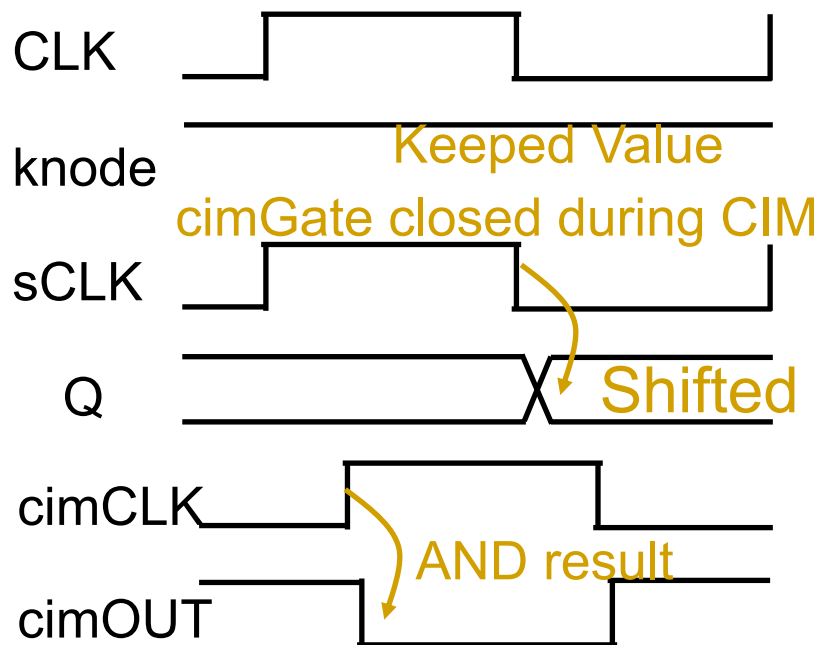 CLK
knode
Keeped Value
cimGate closed during CIM
sCLK
Q
Shifted
cimCLK
AND result
cimOUT